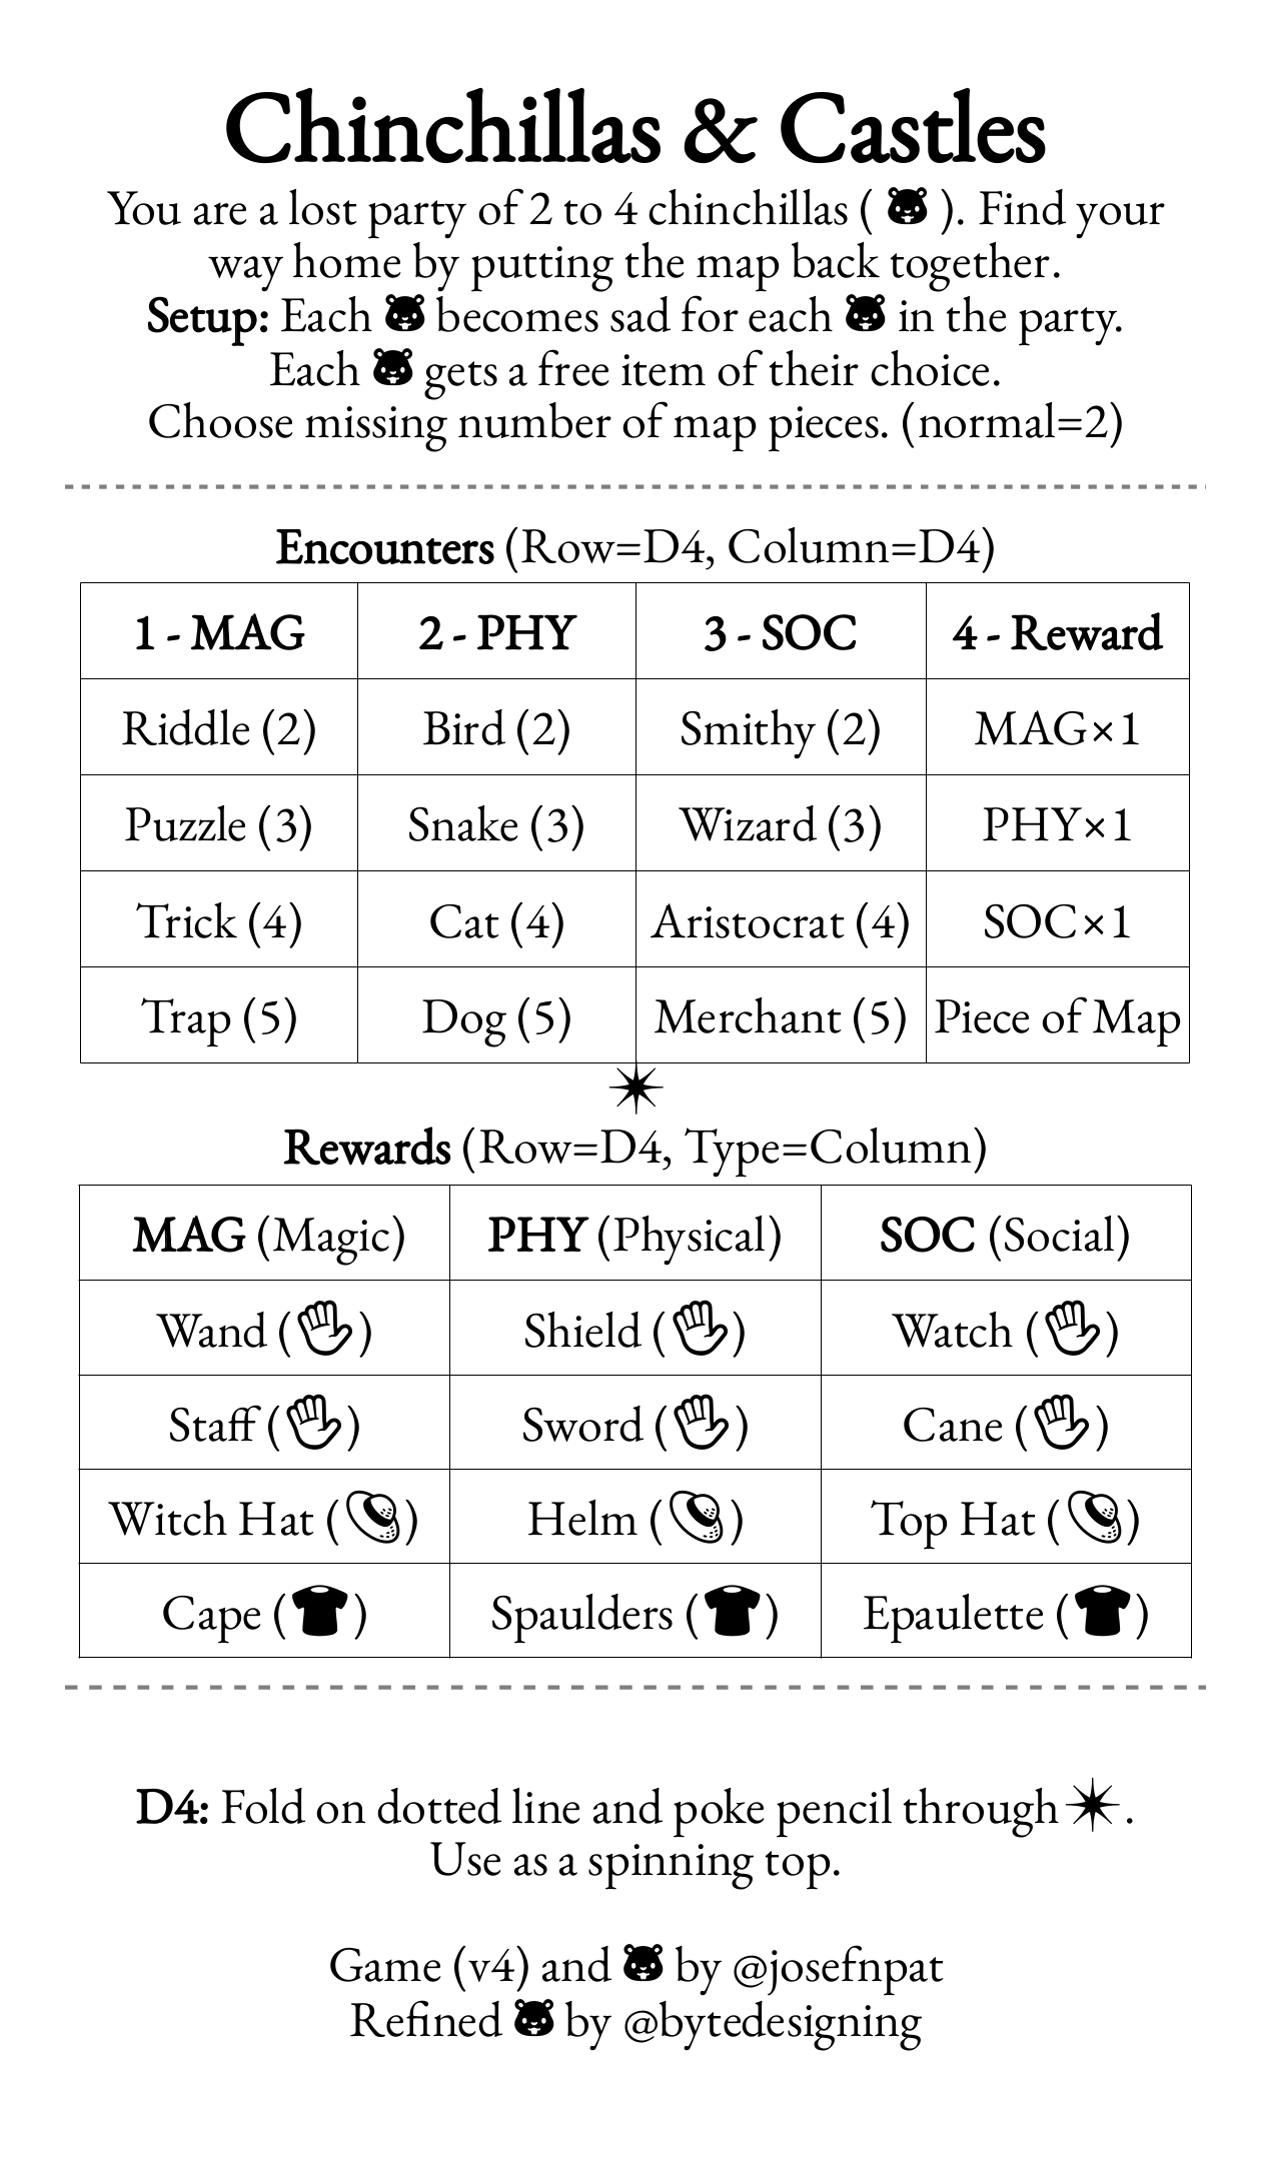 Chinchillas & Castles
You are a lost party of 2 to 4 chinchillas ( ). Find your
way home by putting the map back together.
Setup: Each becomes sad for each in the party.
Each gets a free item of their choice.
Choose missing number of map pieces. (normal=2)
Encounters (Row=D4, Column=D4)
1 - MAG 2 - PHY 3 - SOC 4 - Reward
Riddle (2) Bird (2) Smithy (2) MAG×1
Puzzle (3) Snake (3) Wizard (3) PHY×1
Trick (4) Cat (4) Aristocrat (4) SOC×1
Trap (5) Dog (5) Merchant (5) Piece of Map
Rewards (Row=D4, Type=Column)
MAG (Magic) PHY (Physical) SOC (Social)
Wand ( ) Shield ( ) Watch ( )
Staff ( ) Sword ( ) Cane ( )
Witch Hat ( ) Helm ( ) Top Hat ( )
Cape ( ) Spaulders ( ) Epaulette ( )
D4: Fold on dotted line and poke pencil through .
Use as a spinning top.
Game (v4) and by @josefnpat
Refined by @bytedesigning